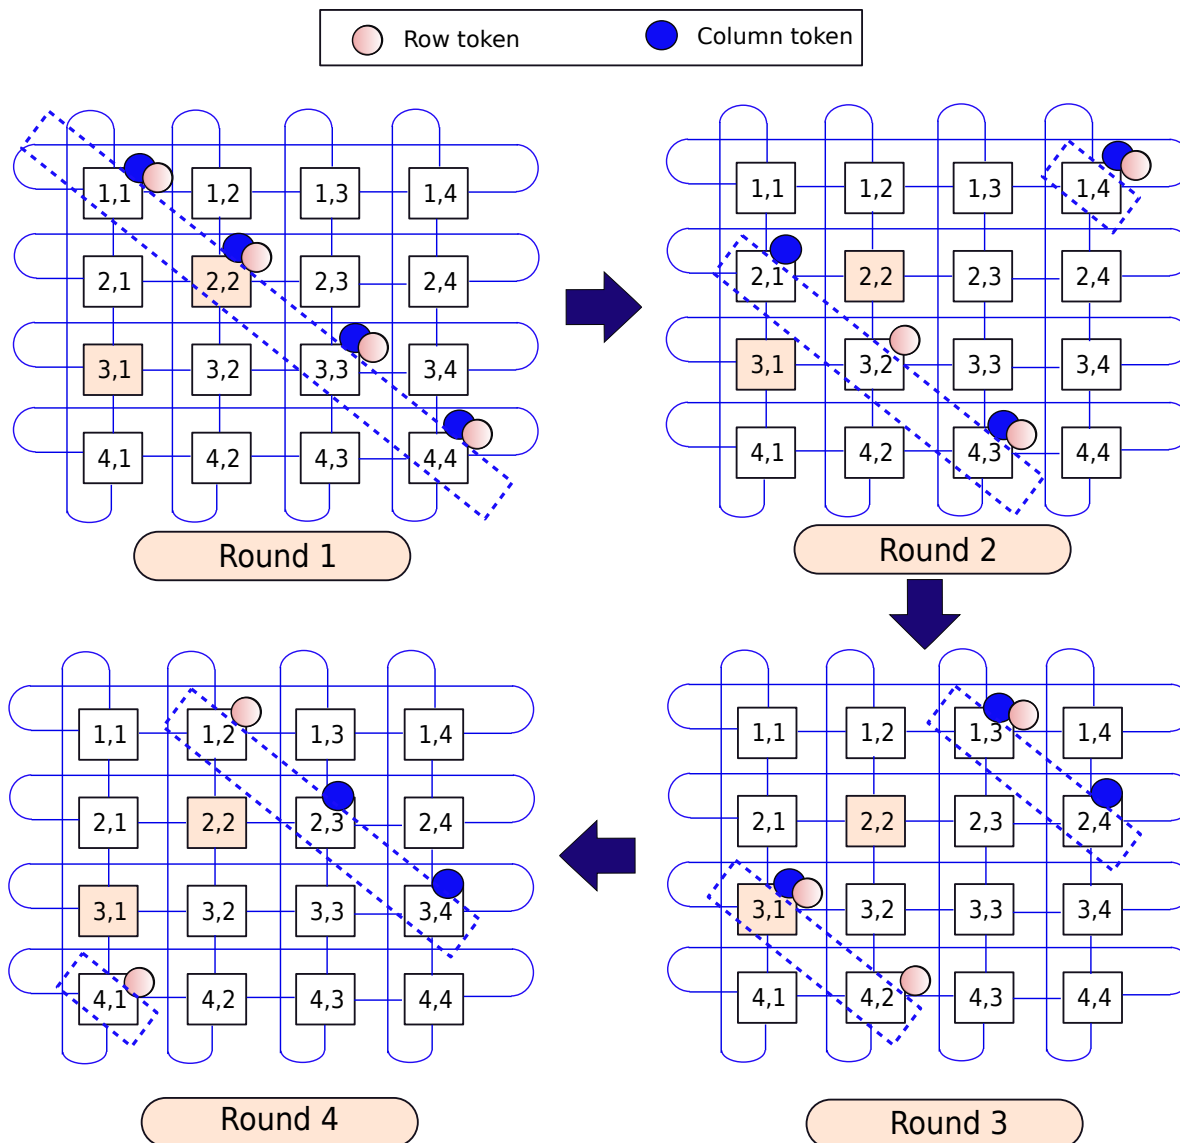 Row token Column token
1,1 1,2 1,3 1,4
2,1 2,2 2,3 2,4
3,1 3,2 3,3 3,4
4,1 4,2 4,3 4,4
Round 1
1,1 1,2 1,3 1,4
2,1 2,2 2,3 2,4
3,1 3,2 3,3 3,4
4,1 4,2 4,3 4,4
Round 2
1,1 1,2 1,3 1,4
2,1 2,2 2,3 2,4
3,1 3,2 3,3 3,4
4,1 4,2 4,3 4,4
Round 4
1,1 1,2 1,3 1,4
2,1 2,2 2,3 2,4
3,1 3,2 3,3 3,4
4,1 4,2 4,3 4,4
Round 3